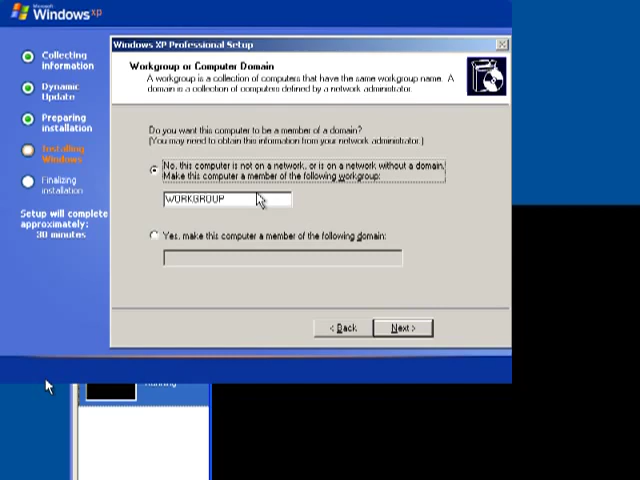 Microsoft
Windows xp
Collecting
information
Dynamic
Update
Preparing
installation
Installing
Windows
Finalizing
installation
Setup will complete
approximately:
30 minutes
Windows XP Professional Setup
Workgroup or Computer Domain
A workgroup is a collection of computers that have the same workgroup name. A
domain is a collection of computers defined by a network administrator.
Do you want this computer to be a member of a domain?
(You may need to obtain this information from your network administrator.)
No, this computer is not on a network, or is on a network without a domain.
Make this computer a member of the following workgroup:
WORKGROUP
Yes, make this computer a member of the following domain:
< Back
Next >
Running